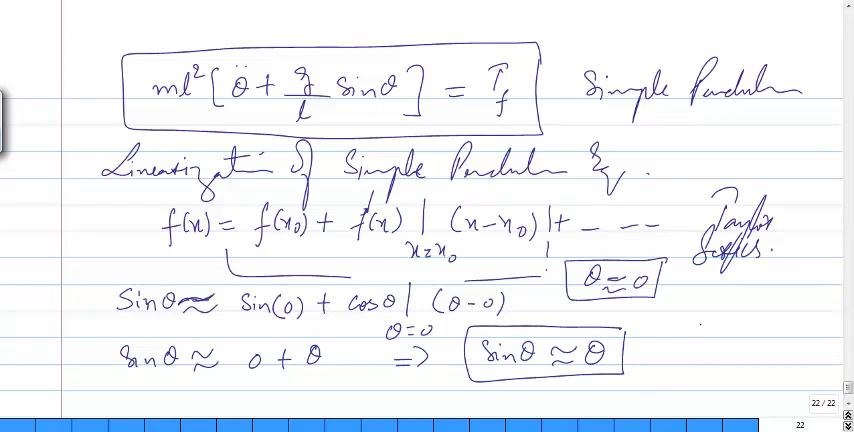 ml²[θ̈ + g/l sinθ] = T_f Simple Pendulum
Linearization of Simple Pendulum Eq.
f(x) = f(x₀) + f'(x)|ₓ₌ₓ₀ (x-x₀) + - - - - Taylor Series.
θ ≈ 0
Sinθ ≈ sin(0) + cosθ|θ=0 (θ-0)
sinθ ≈ 0 + θ => sinθ ≈ θ
22 / 22
22